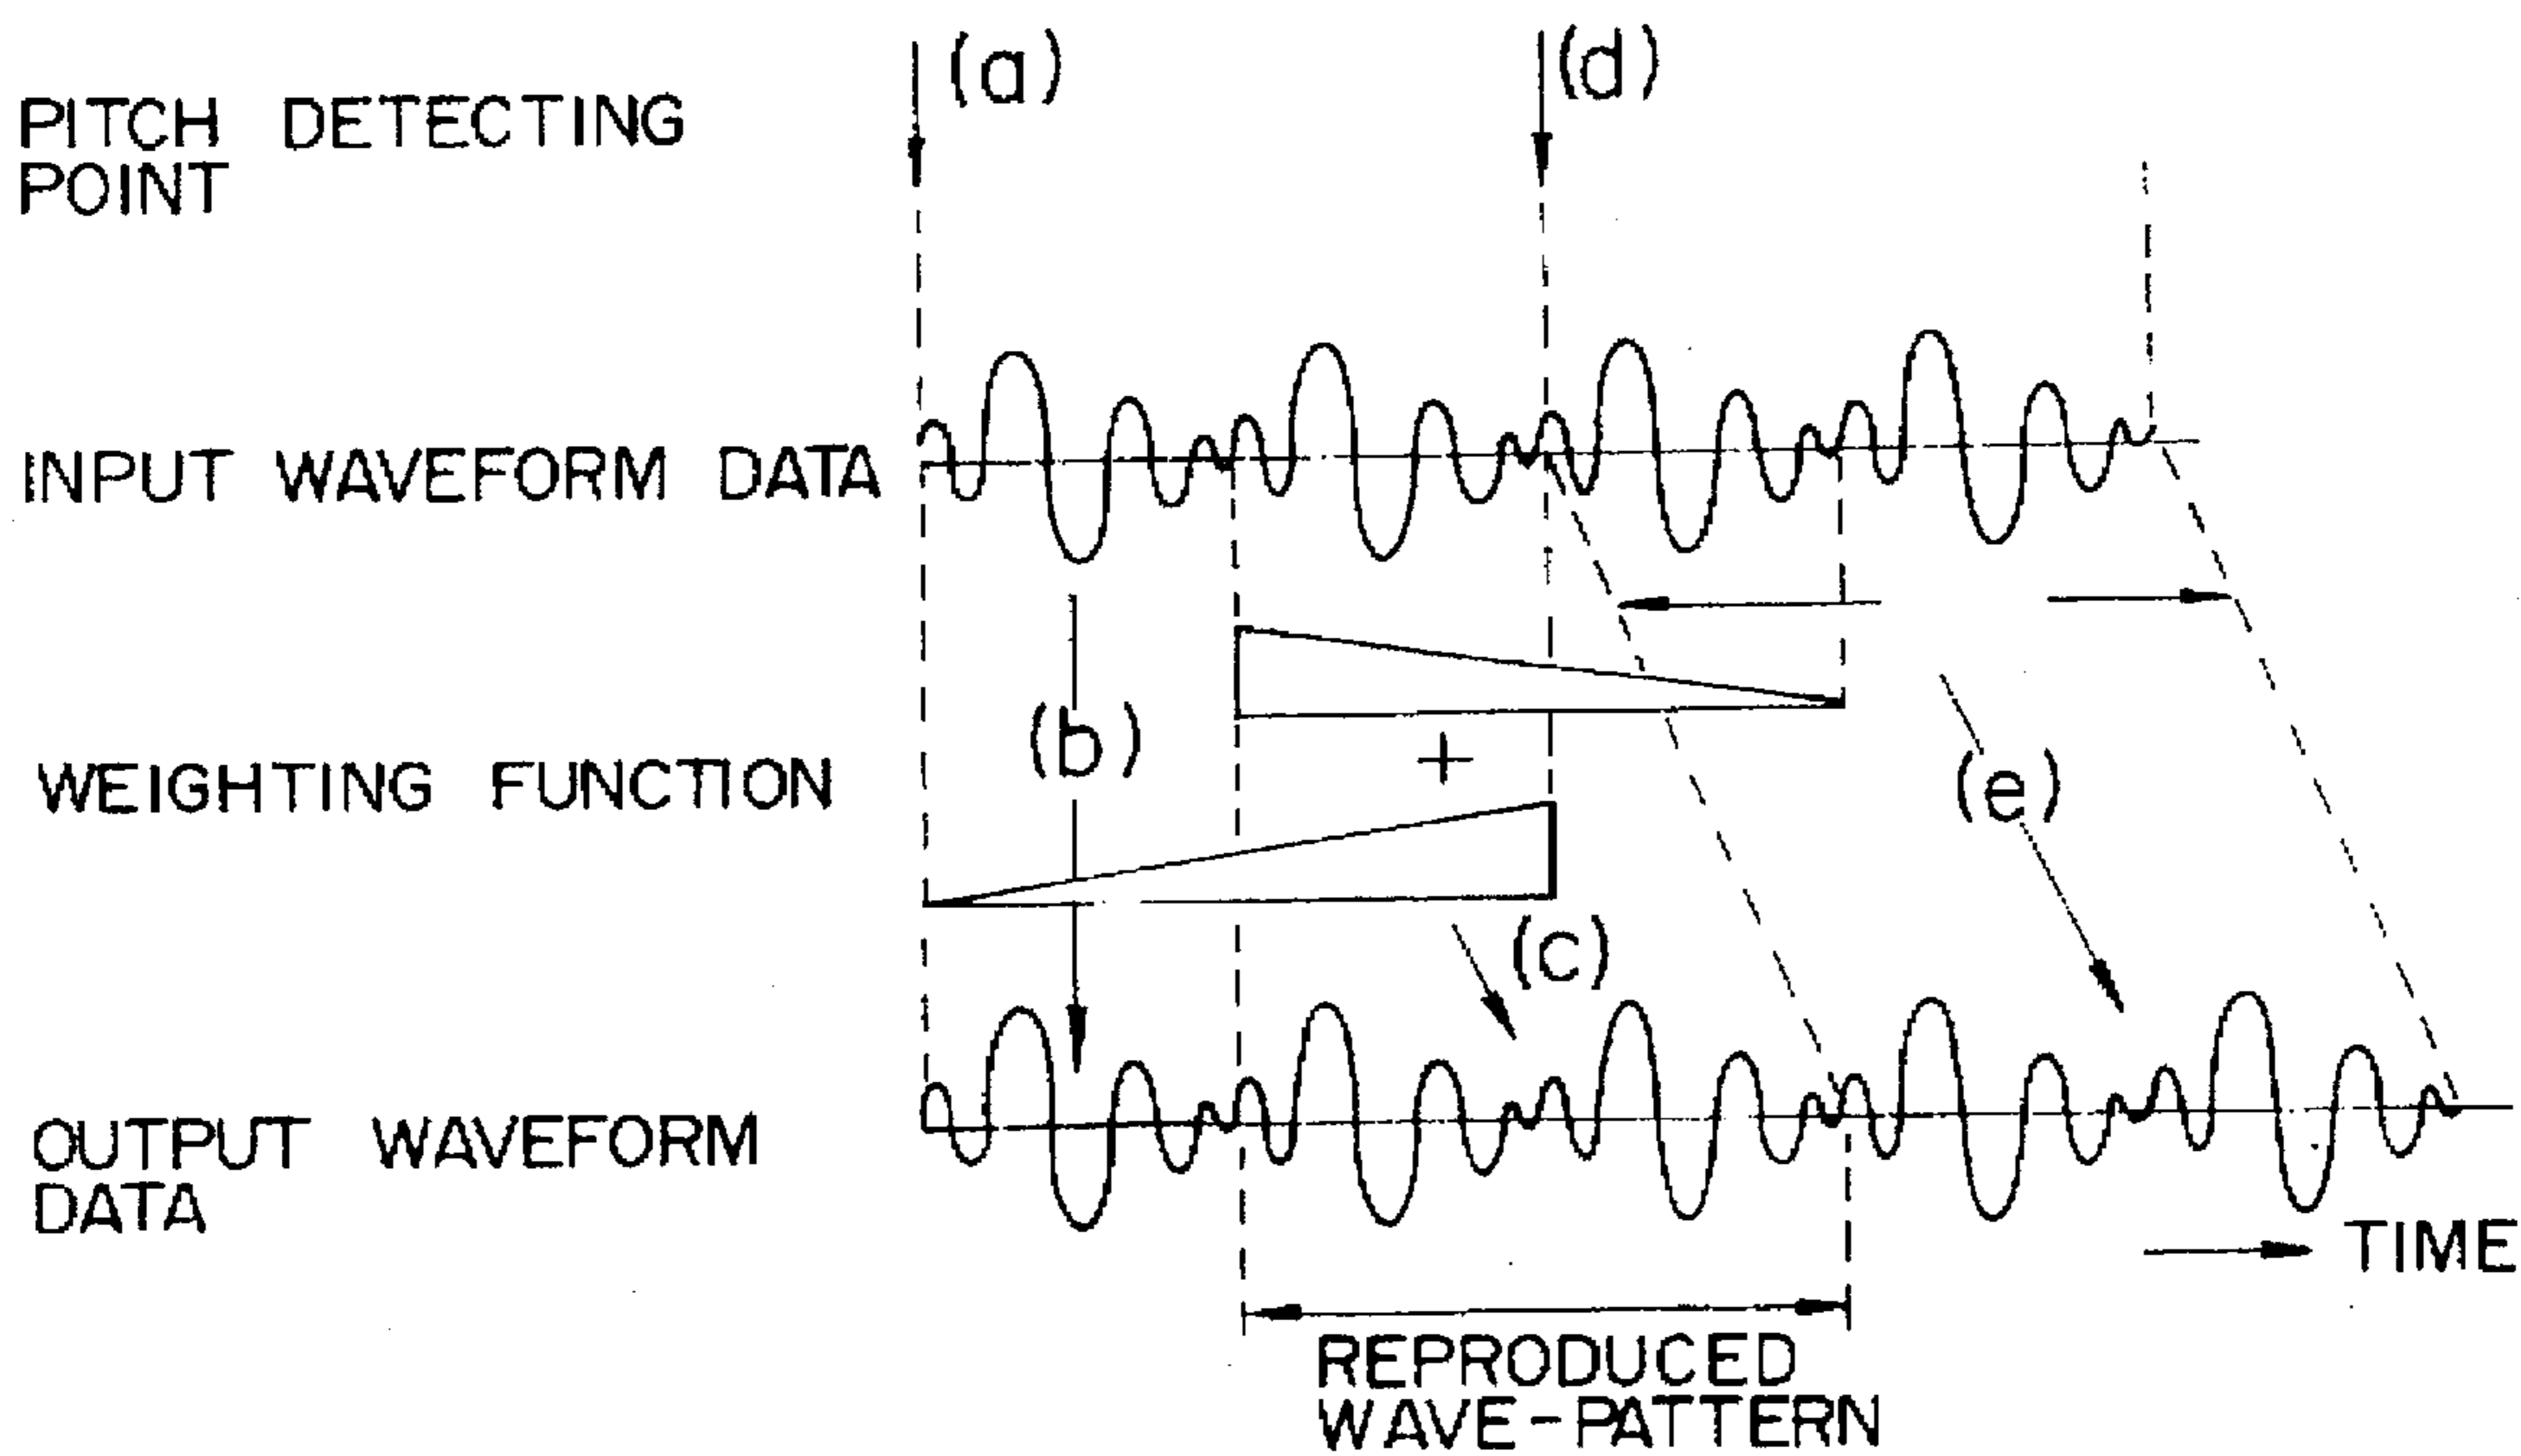 (a)
(d)
PITCH DETECTING
POINT
INPUT WAVEFORM DATA
(b)
+
WEIGHTING FUNCTION
(e)
(c)
OUTPUT WAVEFORM
DATA
TIME
REPRODUCED
WAVE-PATTERN